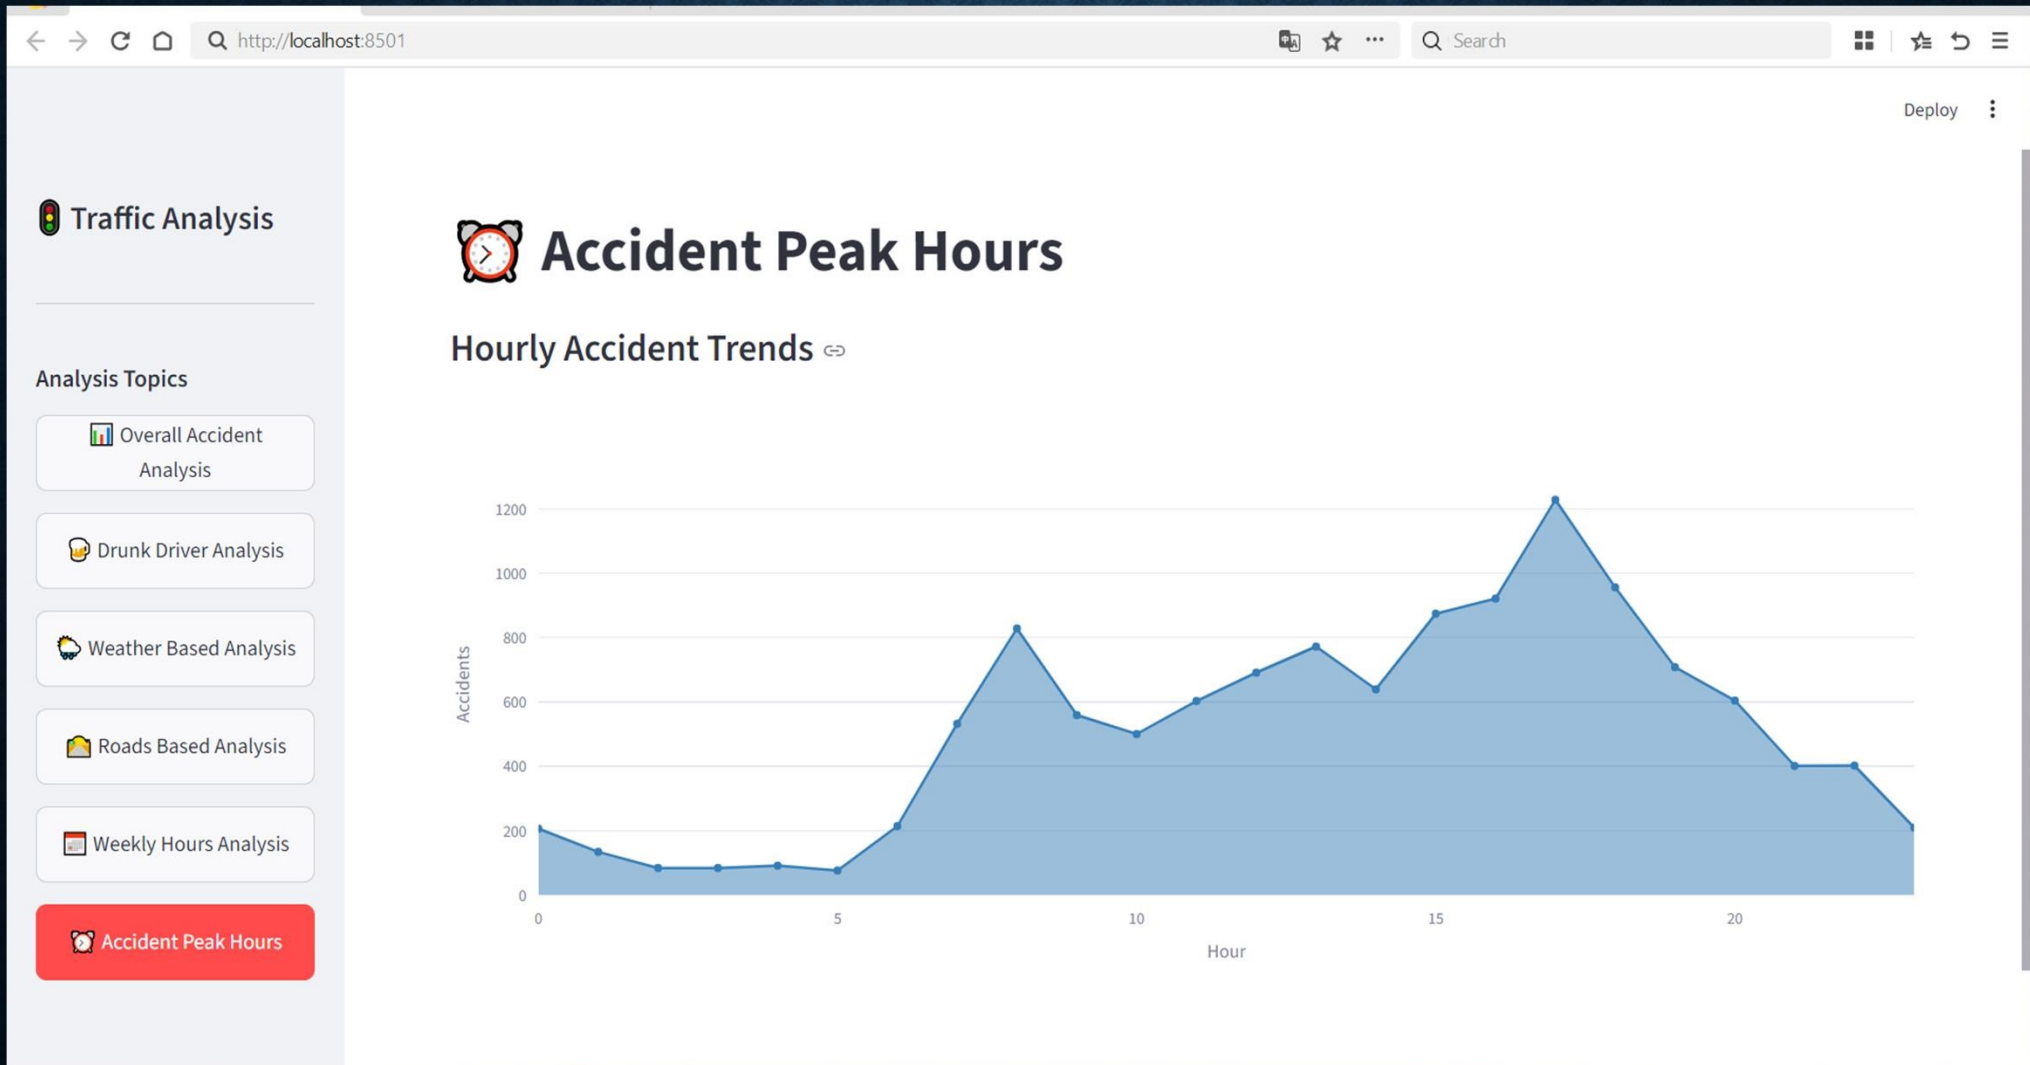 http://localhost:8501
Search
Deploy
Traffic Analysis
Analysis Topics
Overall Accident
Analysis
Drunk Driver Analysis
Weather Based Analysis
Roads Based Analysis
Weekly Hours Analysis
Accident Peak Hours
Accident Peak Hours
Hourly Accident Trends
1200
1000
800
600
400
200
0
Accidents
0 5 10 15 20
Hour